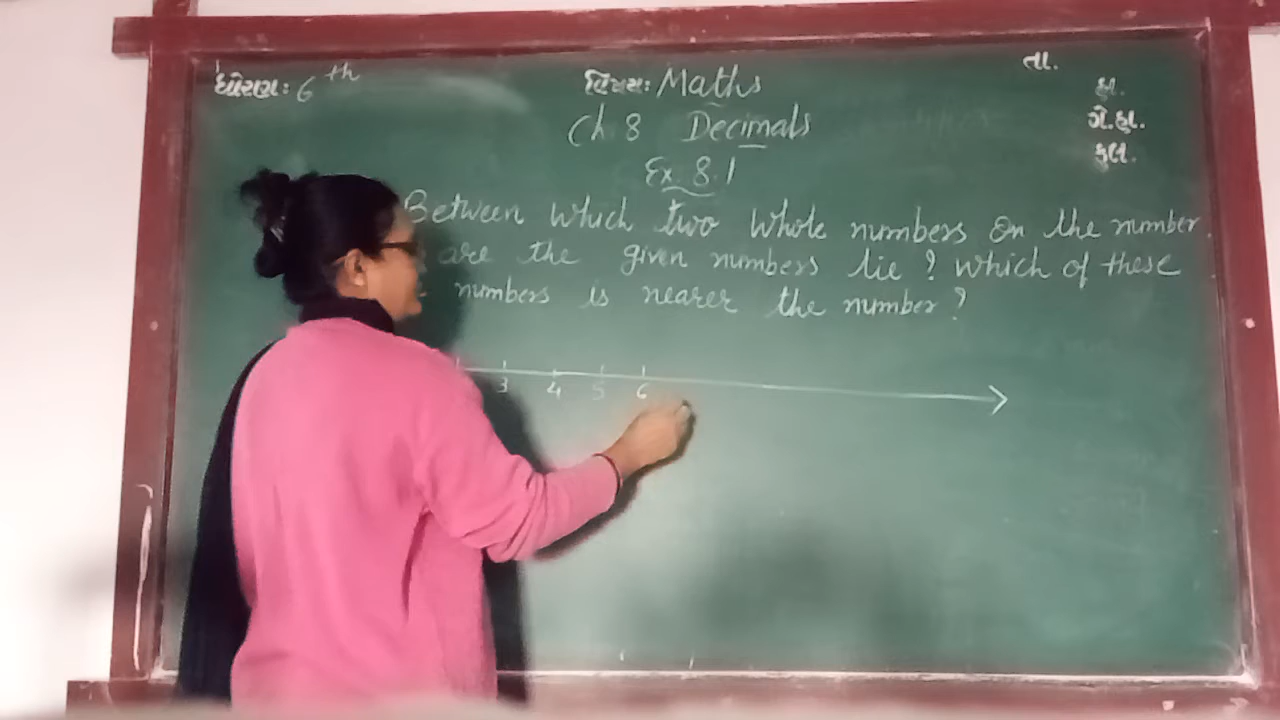 ધોરણ: 6th
વિષય: Maths
તા.
હા.
ગે.હા.
કુલ.
Ch. 8 Decimals
Ex. 8.1
Between which two whole numbers on the number
are the given numbers lie? Which of these
numbers is nearer the number?
3 4 5 6